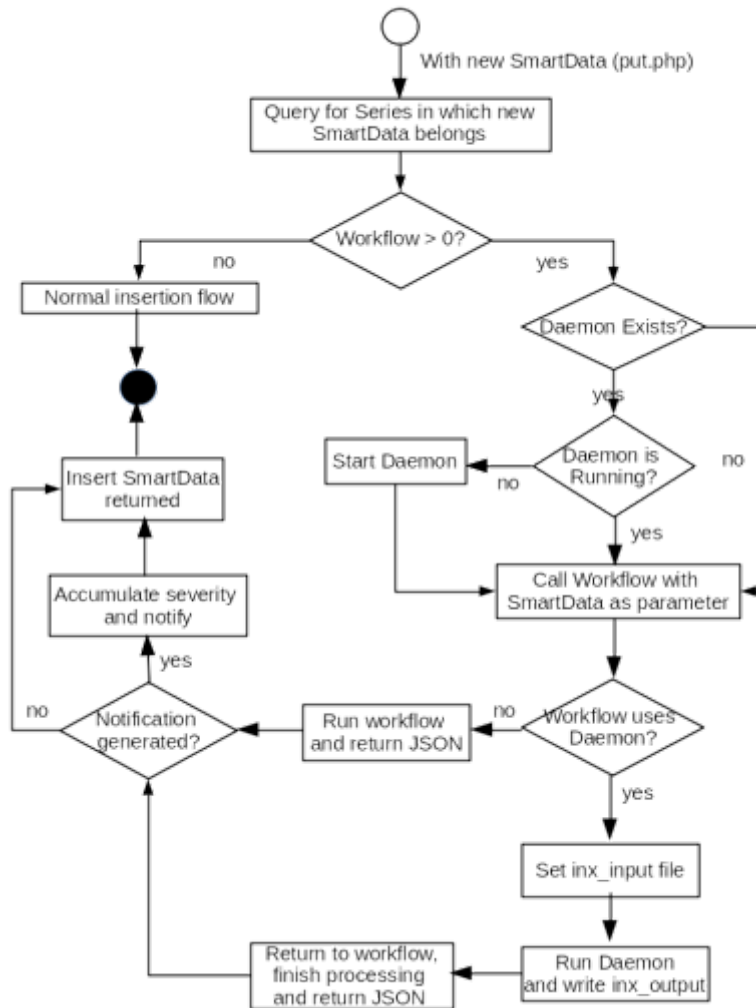 With new SmartData (put.php)
Query for Series in which new
SmartData belongs
Workflow > 0?
no
yes
Normal insertion flow
Daemon Exists?
yes
Insert SmartData
returned
Start Daemon
Daemon is
Running?
no
no
yes
Accumulate severity
and notify
Call Workflow with
SmartData as parameter
yes
no
Notification
generated?
Run workflow
and return JSON
no
Workflow uses
Daemon?
yes
Set inx_input file
Return to workflow,
finish processing
and return JSON
Run Daemon
and write inx_output